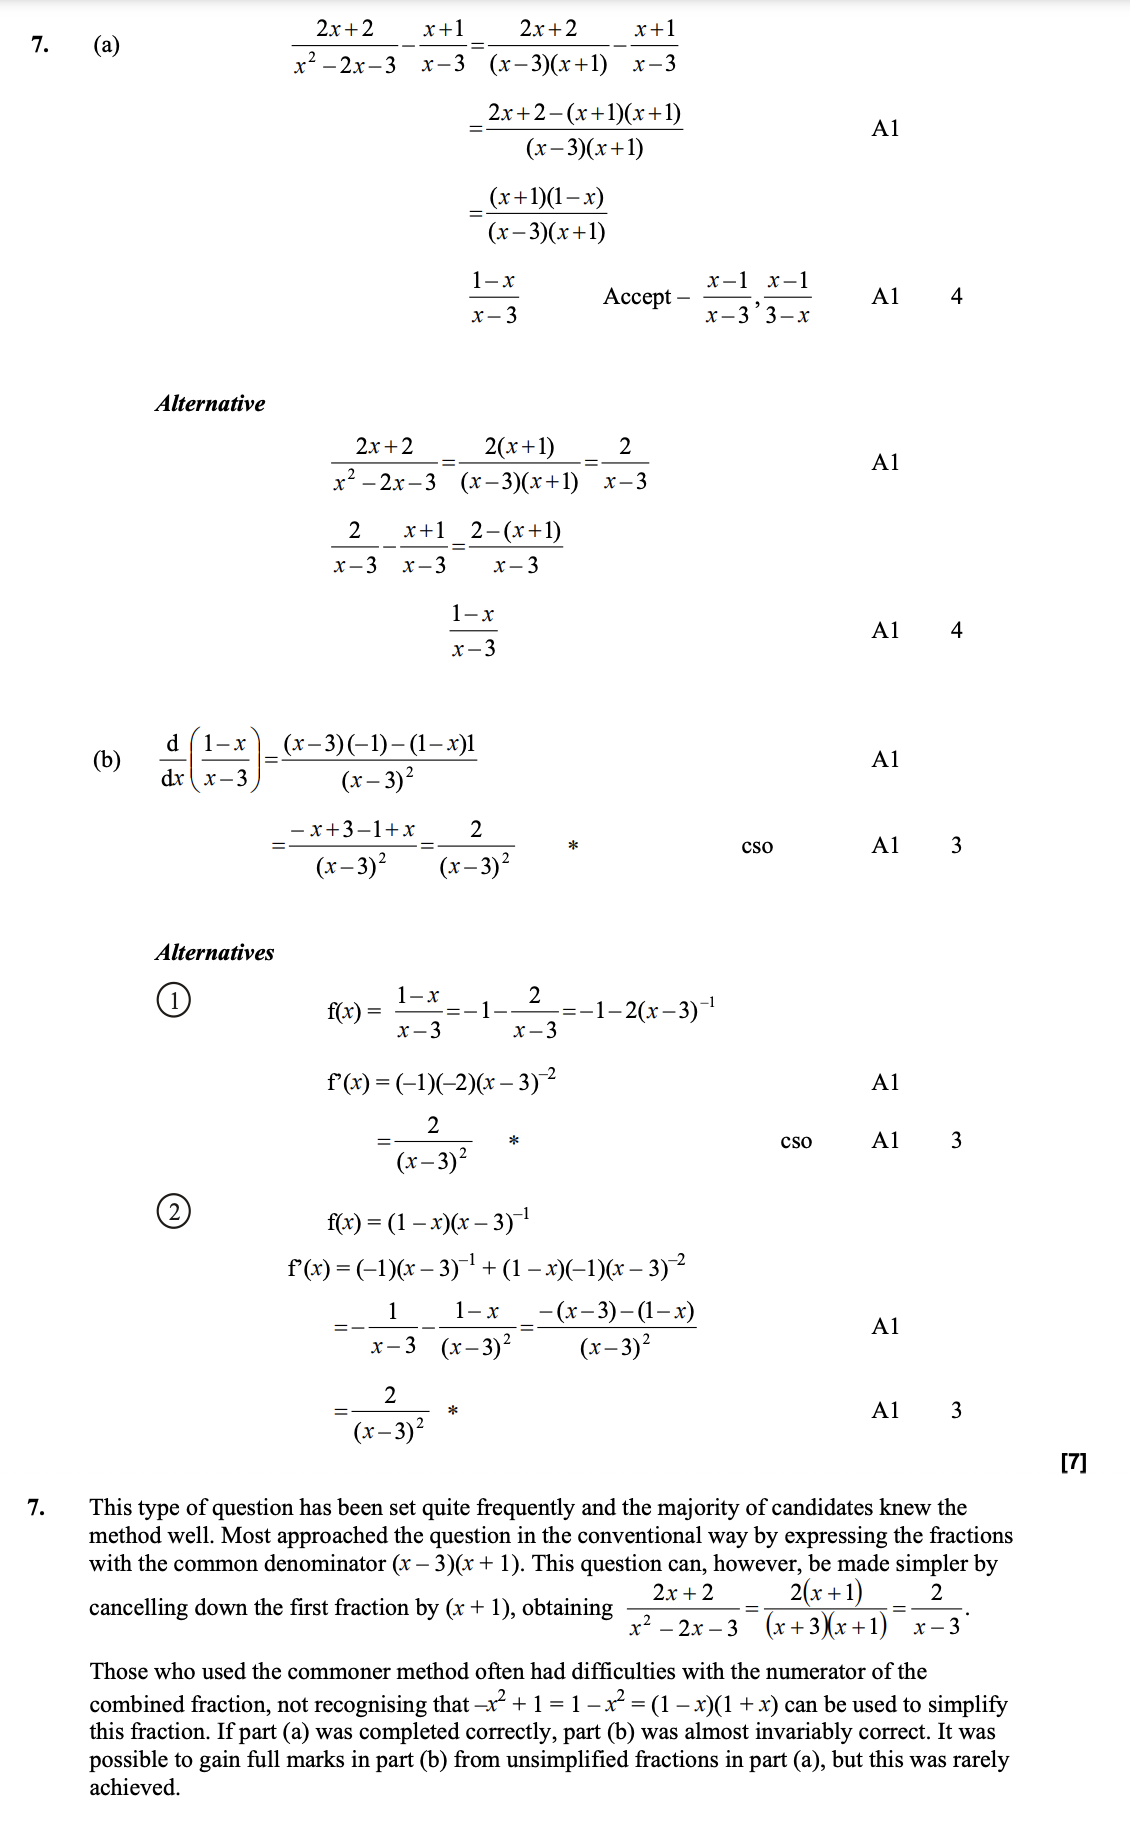 7. (a) \frac{2x+2}{x^2-2x-3} - \frac{x+1}{x-3} = \frac{2x+2}{(x-3)(x+1)} - \frac{x+1}{x-3}
= \frac{2x+2-(x+1)(x+1)}{(x-3)(x+1)} A1
= \frac{(x+1)(1-x)}{(x-3)(x+1)}
\frac{1-x}{x-3} Accept – \frac{x-1}{x-3}, \frac{x-1}{3-x} A1 4
Alternative
\frac{2x+2}{x^2-2x-3} = \frac{2(x+1)}{(x-3)(x+1)} = \frac{2}{x-3} A1
\frac{2}{x-3} - \frac{x+1}{x-3} = \frac{2-(x+1)}{x-3}
\frac{1-x}{x-3} A1 4
(b) \frac{d}{dx}\left(\frac{1-x}{x-3}\right) = \frac{(x-3)(-1)-(1-x)1}{(x-3)^2} A1
= \frac{-x+3-1+x}{(x-3)^2} = \frac{2}{(x-3)^2} * cso A1 3
Alternatives
① f(x) = \frac{1-x}{x-3} = -1 - \frac{2}{x-3} = -1-2(x-3)^{-1}
f'(x) = (–1)(–2)(x – 3)^{-2} A1
= \frac{2}{(x-3)^2} * cso A1 3
② f(x) = (1 – x)(x – 3)^{-1}
f'(x) = (–1)(x – 3)^{-1} + (1 – x)(–1)(x – 3)^{-2}
= -\frac{1}{x-3} - \frac{1-x}{(x-3)^2} = \frac{-(x-3)-(1-x)}{(x-3)^2} A1
= \frac{2}{(x-3)^2} * A1 3
[7]
7. This type of question has been set quite frequently and the majority of candidates knew the
method well. Most approached the question in the conventional way by expressing the fractions
with the common denominator (x – 3)(x + 1). This question can, however, be made simpler by
cancelling down the first fraction by (x + 1), obtaining \frac{2x+2}{x^2-2x-3} = \frac{2(x+1)}{(x+3)(x+1)} = \frac{2}{x-3}.
Those who used the commoner method often had difficulties with the numerator of the
combined fraction, not recognising that –x^2 + 1 = 1 – x^2 = (1 – x)(1 + x) can be used to simplify
this fraction. If part (a) was completed correctly, part (b) was almost invariably correct. It was
possible to gain full marks in part (b) from unsimplified fractions in part (a), but this was rarely
achieved.